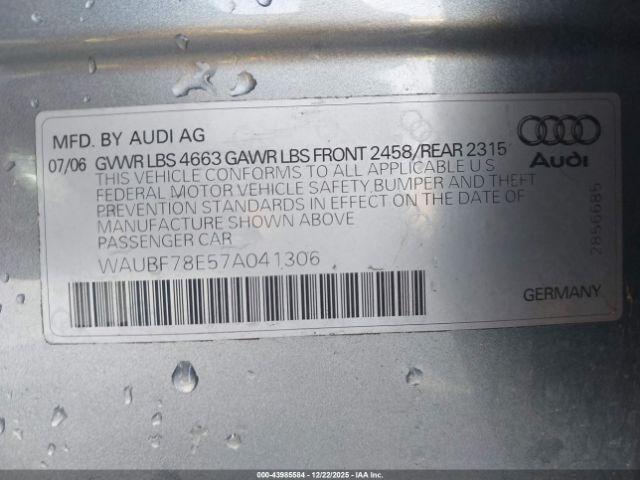 MFD. BY AUDI AG
07/06 GVWR LBS 4663 GAWR LBS FRONT 2458/REAR 2315
THIS VEHICLE CONFORMS TO ALL APPLICABLE U S
FEDERAL MOTOR VEHICLE SAFETY,BUMPER AND THEFT
PREVENTION STANDARDS IN EFFECT ON THE DATE OF
MANUFACTURE SHOWN ABOVE
PASSENGER CAR
WAUBF78E57A041306
Audi
2856685
GERMANY
000-43985584 | 12/22/2025 - IAAI.COM